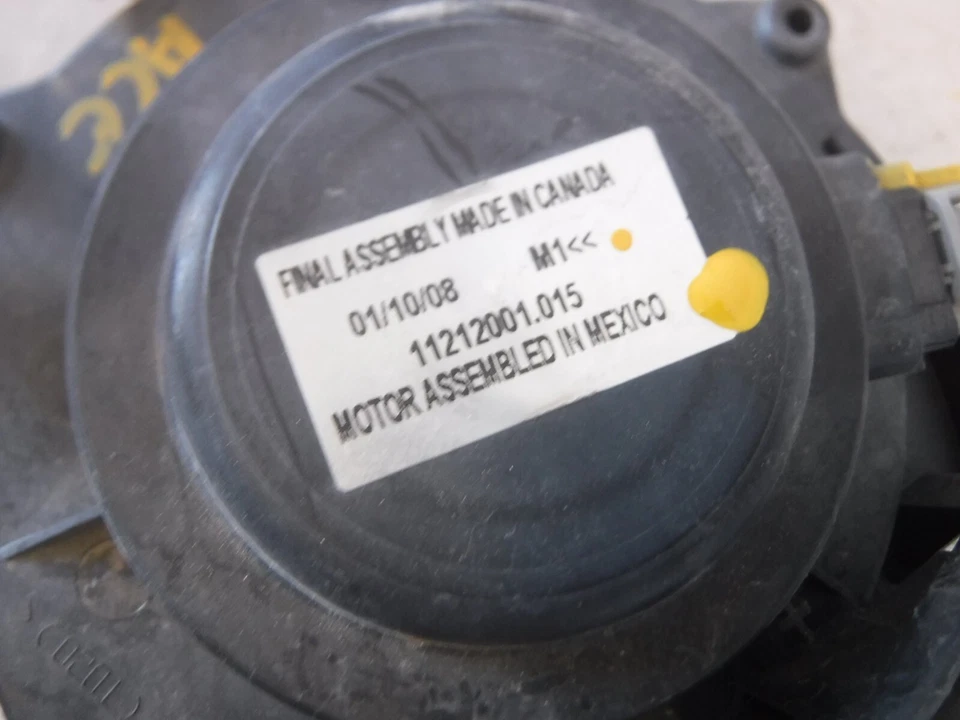 FINAL ASSEMBLY MADE IN CANADA
01/10/08 M1<<
11212001.015
MOTOR ASSEMBLED IN MEXICO